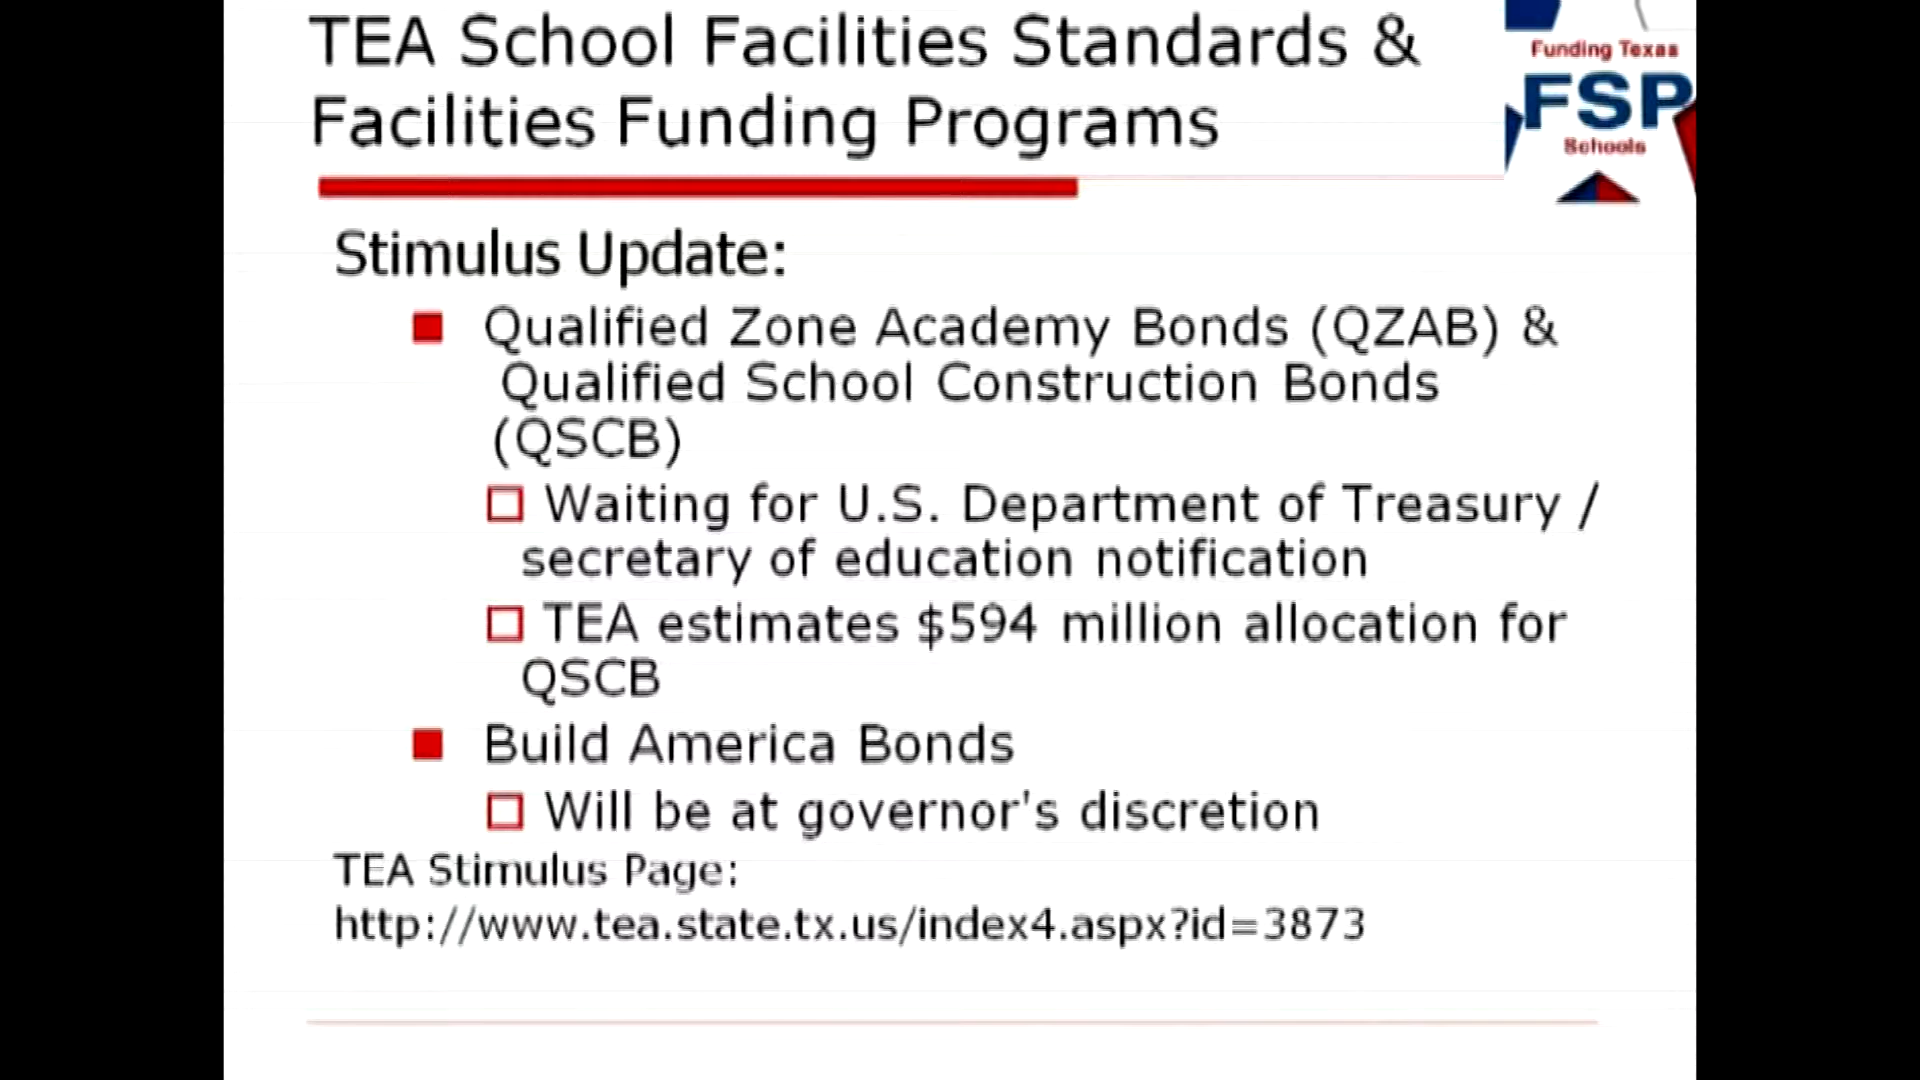 TEA School Facilities Standards &
Facilities Funding Programs
Funding Texas
FSP
Schools
Stimulus Update:
Qualified Zone Academy Bonds (QZAB) &
Qualified School Construction Bonds
(QSCB)
Waiting for U.S. Department of Treasury /
secretary of education notification
TEA estimates $594 million allocation for
QSCB
Build America Bonds
Will be at governor's discretion
TEA Stimulus Page:
http://www.tea.state.tx.us/index4.aspx?id=3873